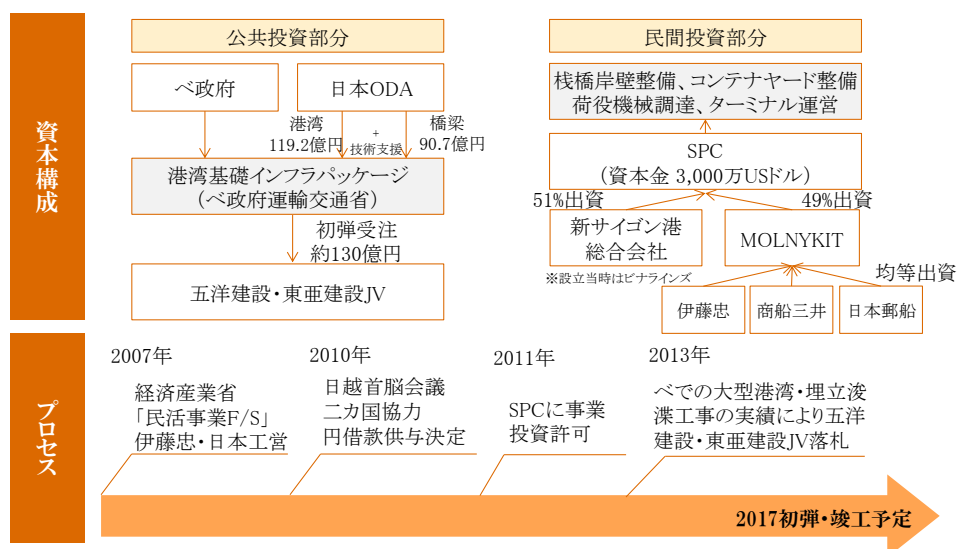 資本構成
公共投資部分
民間投資部分
べ政府
日本ODA
港湾
119.2億円
+
技術支援
橋梁
90.7億円
港湾基礎インフラパッケージ
(べ政府運輸交通省)
初弾受注
約130億円
五洋建設・東亜建設JV
桟橋岸壁整備、コンテナヤード整備
荷役機械調達、ターミナル運営
SPC
(資本金 3,000万USドル)
51%出資
49%出資
新サイゴン港
総合会社
MOLNYKIT
※設立当時はビナラインズ
均等出資
伊藤忠
商船三井
日本郵船
プロセス
2007年
経済産業省
「民活事業F/S」
伊藤忠・日本工営
2010年
日越首脳会議
二カ国協力
円借款供与決定
2011年
SPCに事業
投資許可
2013年
べでの大型港湾・埋立浚
渫工事の実績により五洋
建設・東亜建設JV落札
2017初弾・竣工予定